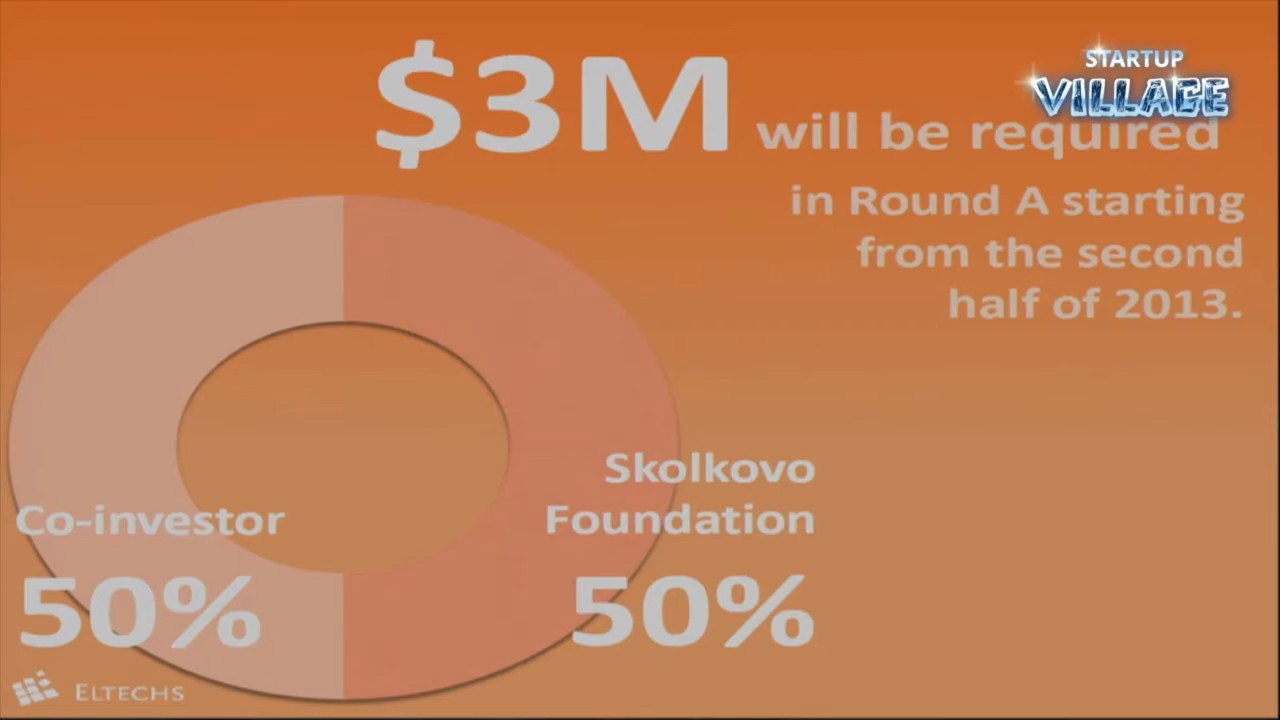 STARTUP
VILLAGE
$3M will be required
in Round A starting
from the second
half of 2013.
Skolkovo
Co-investor Foundation
50% 50%
ELTECHS